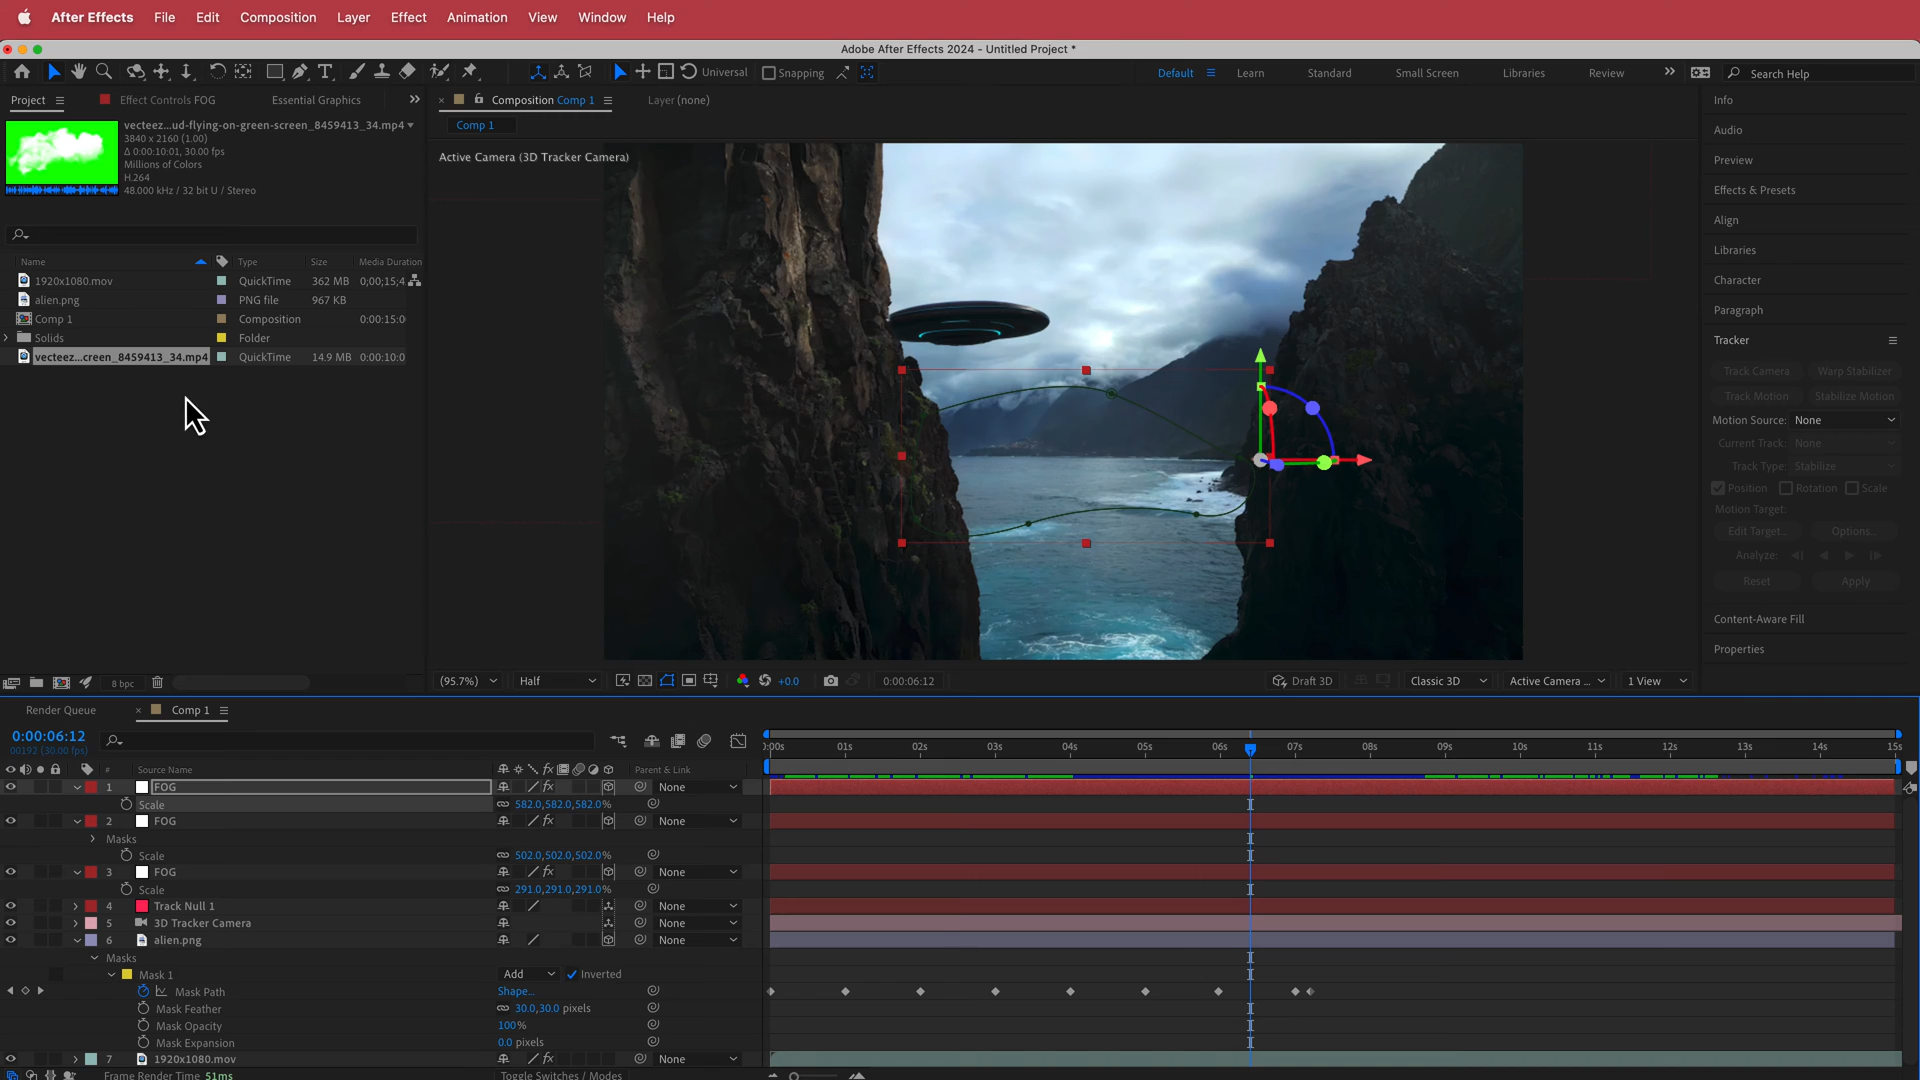 After Effects File Edit Composition Layer Effect Animation View Window Help
Adobe After Effects 2024 - Untitled Project *
Universal Snapping Default Learn Standard Small Screen Libraries Review Search Help
Project Effect Controls FOG Essential Graphics
Composition Comp 1 Layer (none)
Comp 1
vecteez...ud-flying-on-green-screen_8459413_34.mp4
3840 x 2160 (1.00)
Δ 0:00:10:01, 30.00 fps
Millions of Colors
H.264
48.000 kHz / 32 bit U / Stereo
Active Camera (3D Tracker Camera)
Name Type Size Media Duration
1920x1080.mov QuickTime 362 MB 0;00;15;4
alien.png PNG file 967 KB
Comp 1 Composition 0:00:15:0
Solids Folder
vecteez...creen_8459413_34.mp4 QuickTime 14.9 MB 0:00:10:0
8 bpc
Info
Audio
Preview
Effects & Presets
Align
Libraries
Character
Paragraph
Tracker
Track Camera Warp Stabilizer
Track Motion Stabilize Motion
Motion Source: None
Current Track: None
Track Type: Stabilize
Position Rotation Scale
Motion Target:
Edit Target... Options...
Analyze:
Reset Apply
Content-Aware Fill
Properties
(95.7%) Half +0.0 0:00:06:12 Draft 3D Classic 3D Active Camera ... 1 View
Render Queue Comp 1
0:00:06:12
00192 (30.00 fps)
:00s 01s 02s 03s 04s 05s 06s 07s 08s 09s 10s 11s 12s 13s 14s 15s
# Source Name fx Parent & Link
1 FOG fx None
Scale 582.0,582.0,582.0%
2 FOG fx None
Masks
Scale 502.0,502.0,502.0%
3 FOG fx None
Scale 291.0,291.0,291.0%
4 Track Null 1 None
5 3D Tracker Camera None
6 alien.png None
Masks
Mask 1 Add Inverted
Mask Path Shape...
Mask Feather 30.0,30.0 pixels
Mask Opacity 100%
Mask Expansion 0.0 pixels
7 1920x1080.mov fx None
Frame Render Time 51ms Toggle Switches / Modes